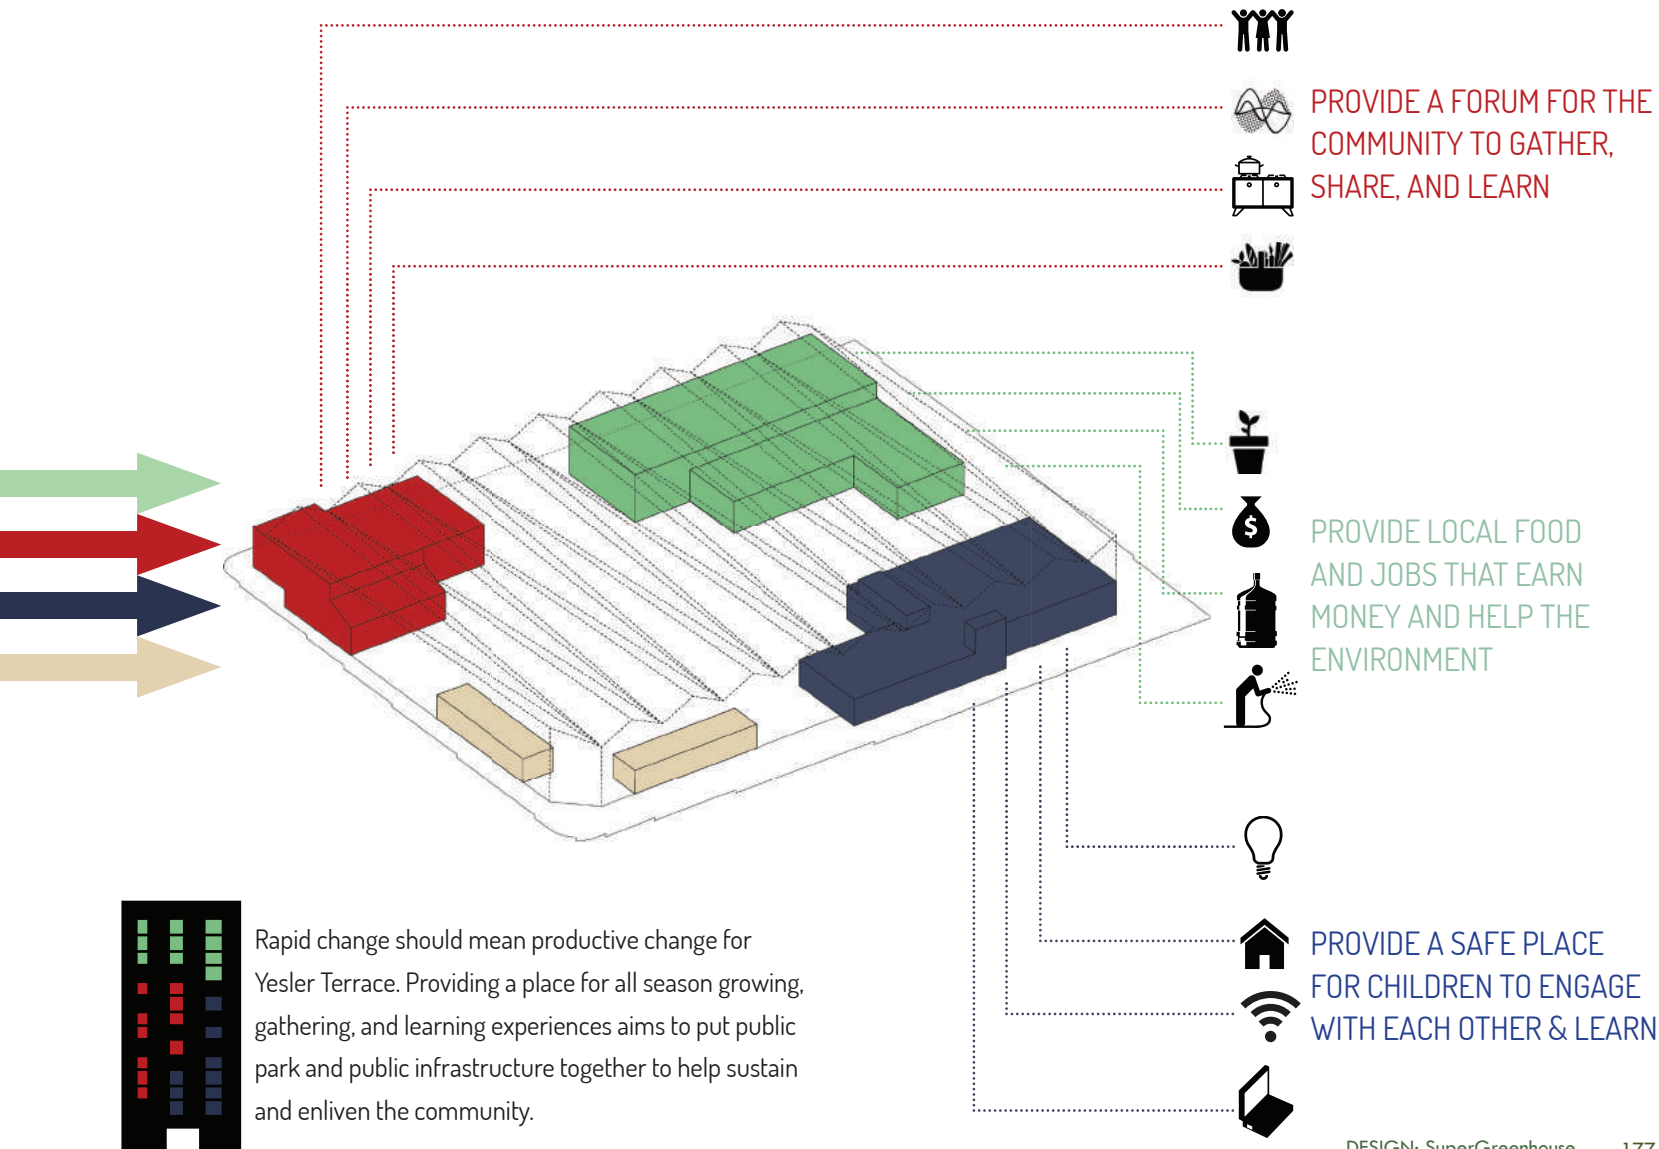 PROVIDE A FORUM FOR THE
COMMUNITY TO GATHER,
SHARE, AND LEARN
$
PROVIDE LOCAL FOOD
AND JOBS THAT EARN
MONEY AND HELP THE
ENVIRONMENT
PROVIDE A SAFE PLACE
FOR CHILDREN TO ENGAGE
WITH EACH OTHER & LEARN
Rapid change should mean productive change for
Yesler Terrace. Providing a place for all season growing,
gathering, and learning experiences aims to put public
park and public infrastructure together to help sustain
and enliven the community.
DESIGN: SuperGreenhouse 177